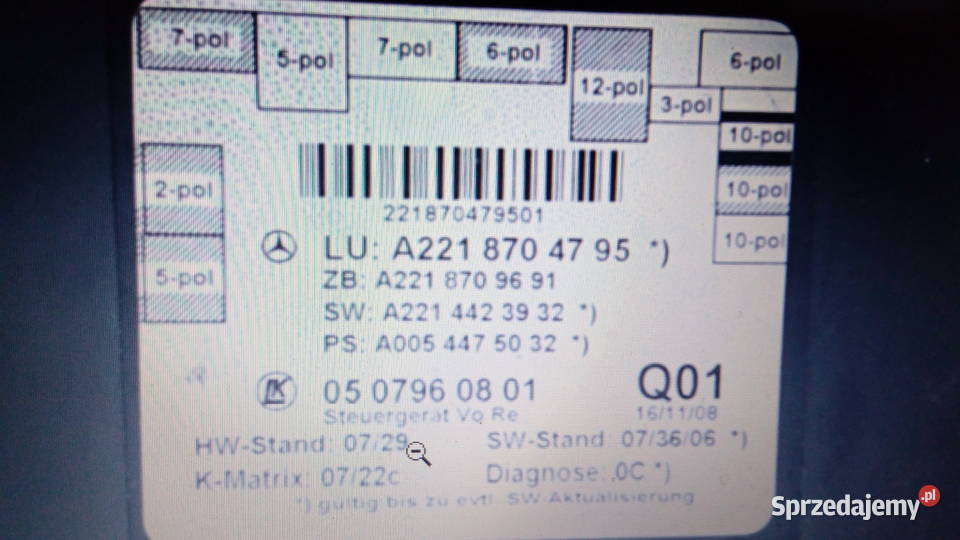 7-pol
5-pol
7-pol
6-pol
12-pol
3-pol
6-pol
10-pol
10-pol
10-pol
2-pol
5-pol
221870479501
LU: A221 870 47 95 *)
ZB: A221 870 96 91
SW: A221 442 39 32 *)
PS: A005 447 50 32 *)
05 0796 08 01
Q01
Steuergerät Vo Re
16/11/08
HW-Stand: 07/29
SW-Stand: 07/36/06 *)
K-Matrix: 07/22c
Diagnose: .0C *)
*) gültig bis zu evtl. SW-Aktualisierung
Sprzedajemy.pl